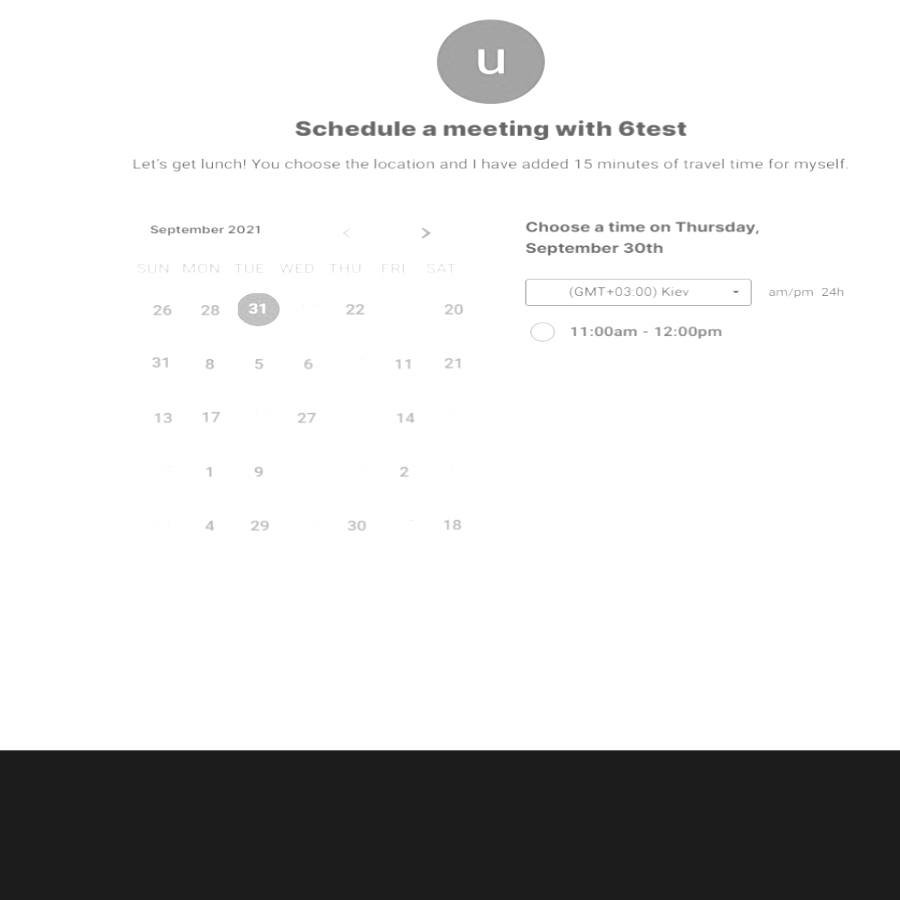 u
Schedule a meeting with 6test
Let's get lunch! You choose the location and I have added 15 minutes of travel time for myself.
September 2021 < >
SUN MON TUE WED THU FRI SAT
26 28 31 22 20
31 8 5 6 11 21
13 17 27 14
1 9 2
4 29 30 18
Choose a time on Thursday,
September 30th
(GMT+03:00) Kiev am/pm 24h
11:00am - 12:00pm